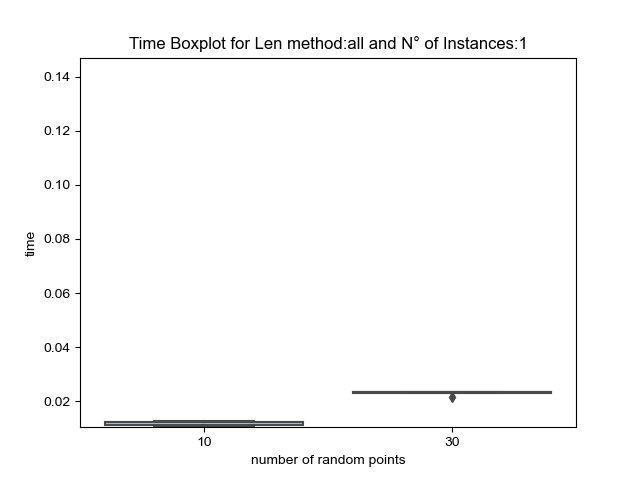 Time Boxplot for Len method:all and N° of Instances:1
0.14
0.12
0.10
0.08
0.06
0.04
0.02
time
10 30
number of random points